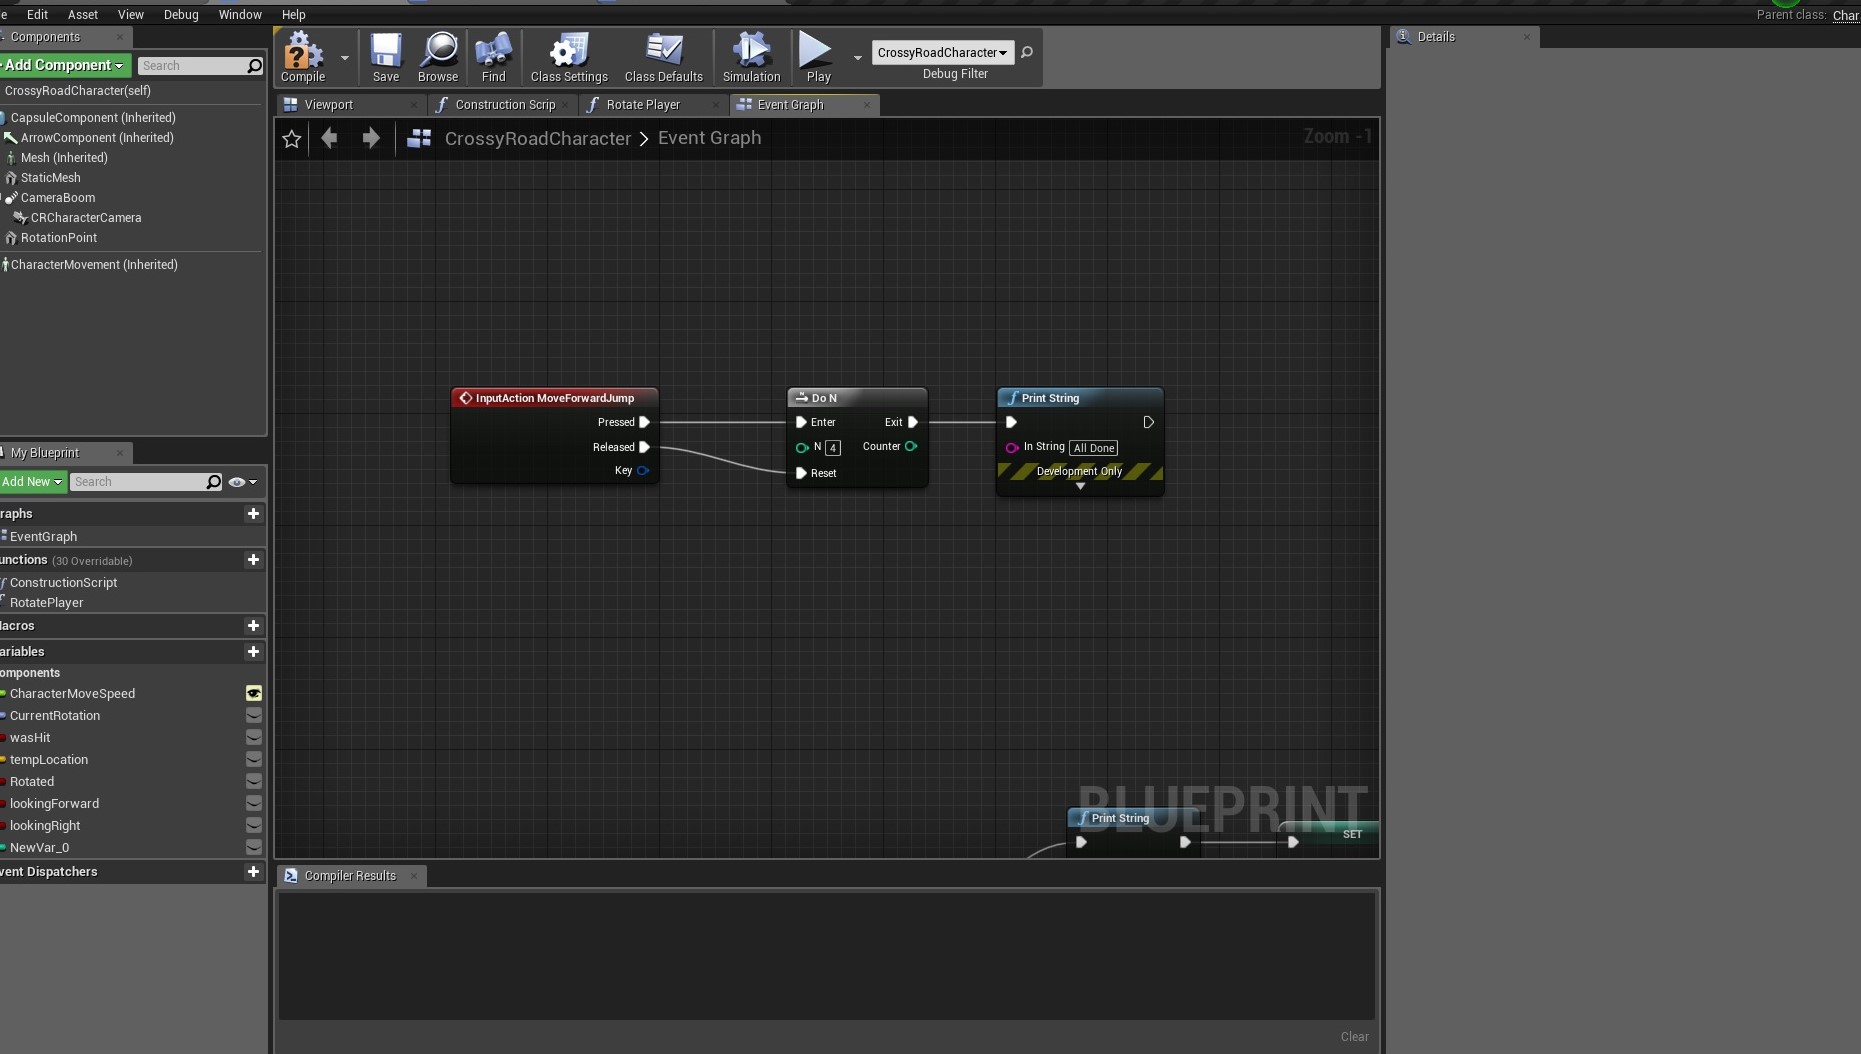 e Edit Asset View Debug Window Help
Parent class: Char
Components
Add Component
Search
CrossyRoadCharacter(self)
CapsuleComponent (Inherited)
ArrowComponent (Inherited)
Mesh (Inherited)
StaticMesh
CameraBoom
CRCharacterCamera
RotationPoint
CharacterMovement (Inherited)
My Blueprint
Add New
Search
raphs
EventGraph
unctions (30 Overridable)
ConstructionScript
RotatePlayer
lacros
ariables
omponents
CharacterMoveSpeed
CurrentRotation
wasHit
tempLocation
Rotated
lookingForward
lookingRight
NewVar_0
vent Dispatchers
Compile
Save
Browse
Find
Class Settings
Class Defaults
Simulation
Play
CrossyRoadCharacter
Debug Filter
Viewport
Construction Scrip
Rotate Player
Event Graph
CrossyRoadCharacter > Event Graph
Zoom -1
InputAction MoveForwardJump
Pressed
Released
Key
Do N
Enter Exit
N 4 Counter
Reset
Print String
In String All Done
Development Only
BLUEPRINT
Print String
SET
Compiler Results
Clear
Details